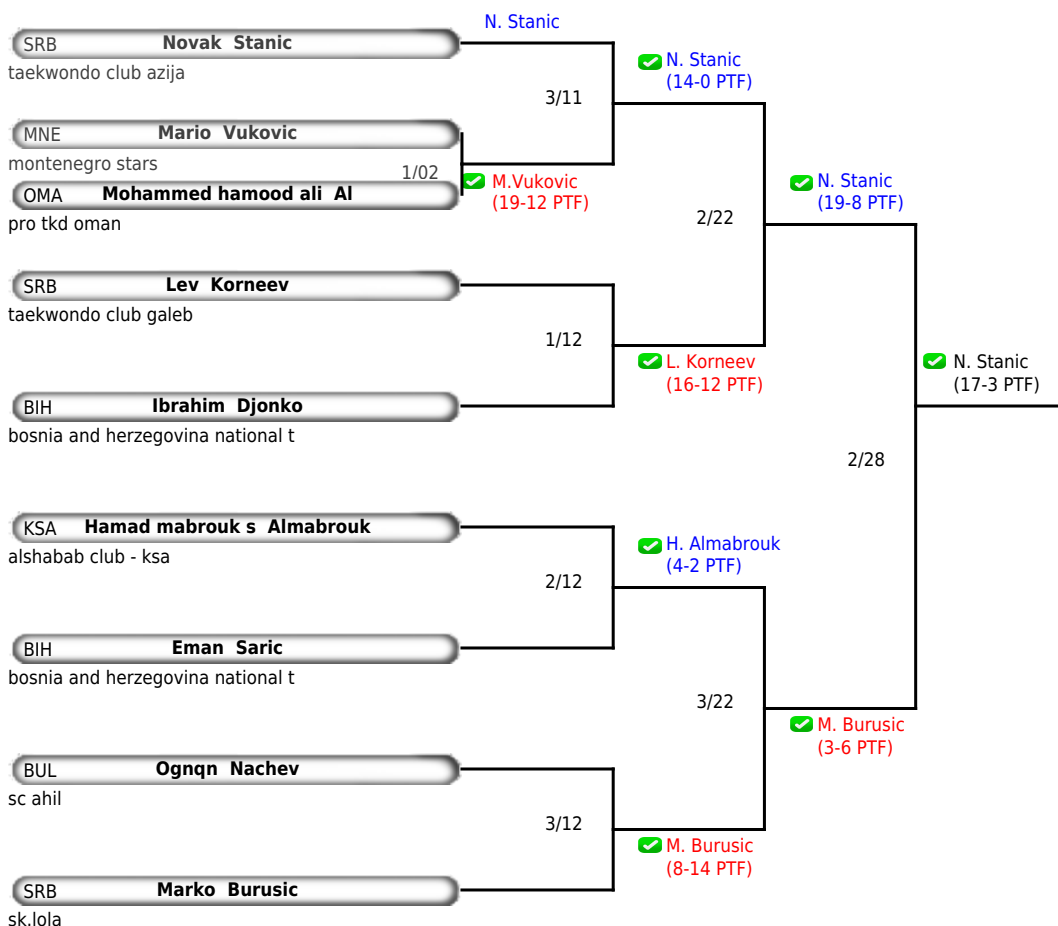 N. Stanic
SRB Novak Stanic
taekwondo club azija
N. Stanic
(14-0 PTF)
3/11
MNE Mario Vukovic
montenegro stars
1/02
M.Vukovic
(19-12 PTF)
OMA Mohammed hamood ali Al
pro tkd oman
N. Stanic
(19-8 PTF)
2/22
SRB Lev Korneev
taekwondo club galeb
1/12
L. Korneev
(16-12 PTF)
N. Stanic
(17-3 PTF)
BIH Ibrahim Djonko
bosnia and herzegovina national t
2/28
KSA Hamad mabrouk s Almabrouk
alshabab club - ksa
H. Almabrouk
(4-2 PTF)
2/12
BIH Eman Saric
bosnia and herzegovina national t
3/22
M. Burusic
(3-6 PTF)
BUL Ognqn Nachev
sc ahil
3/12
M. Burusic
(8-14 PTF)
SRB Marko Burusic
sk.lola